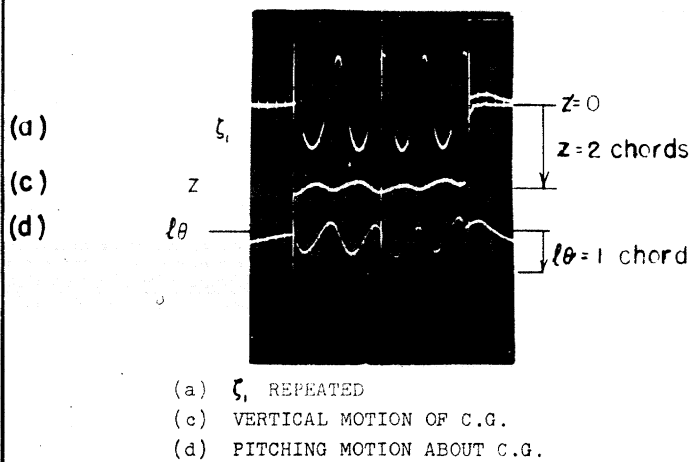 z=0
(a) ζ₁
z=2 chords
(c) z
(d) lθ
lθ=1 chord
(a) ζ₁ REPEATED
(c) VERTICAL MOTION OF C.G.
(d) PITCHING MOTION ABOUT C.G.